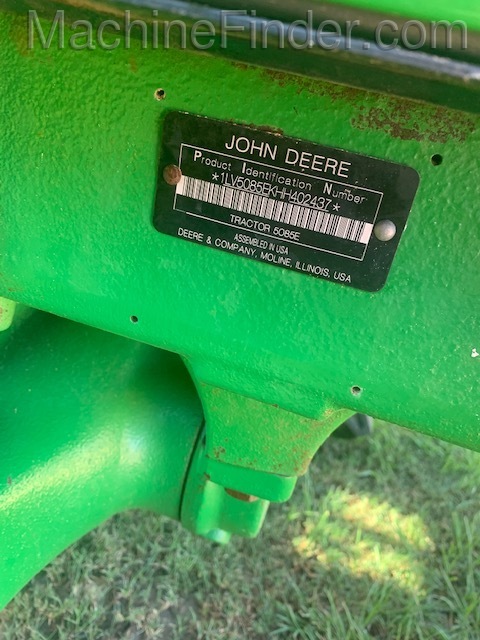 MachineFinder.com
JOHN DEERE
Product Identification Number
*1LV5085EKHH402437*
TRACTOR 5085E
ASSEMBLED IN USA
DEERE & COMPANY, MOLINE, ILLINOIS, USA